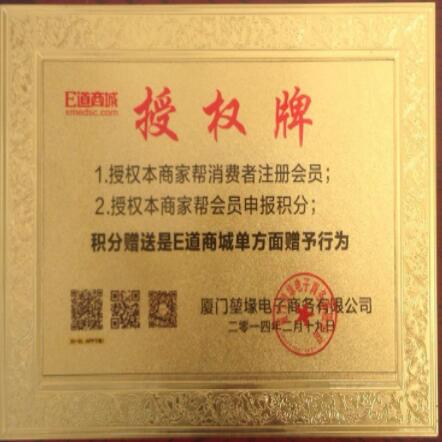 E道商城
xmedsc.com
授权牌
1.授权本商家帮消费者注册会员；
2.授权本商家帮会员申报积分；
积分赠送是E道商城单方面赠予行为
厦门堃堟电子商务有限公司
二零一四年二月十九日